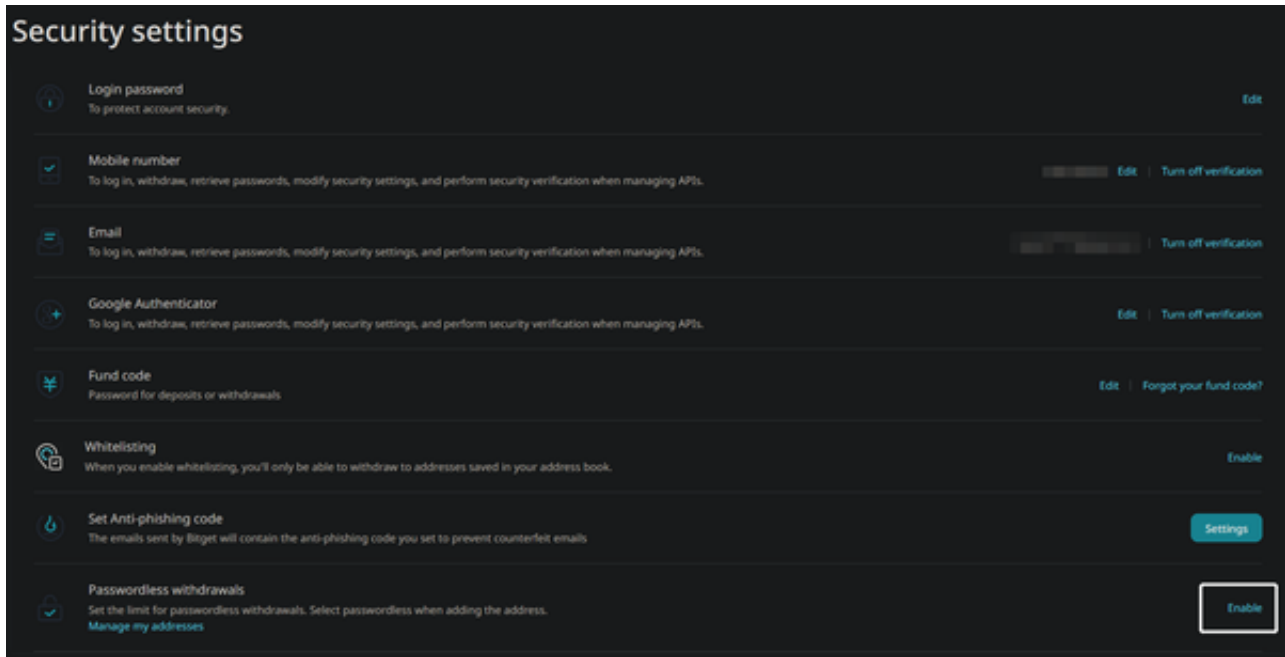 Security settings
Login password
To protect account security.
Edit
Mobile number
To log in, withdraw, retrieve passwords, modify security settings, and perform security verification when managing APIs.
Edit | Turn off verification
Email
To log in, withdraw, retrieve passwords, modify security settings, and perform security verification when managing APIs.
Turn off verification
Google Authenticator
To log in, withdraw, retrieve passwords, modify security settings, and perform security verification when managing APIs.
Edit | Turn off verification
Fund code
Password for deposits or withdrawals
Edit | Forgot your fund code?
Whitelisting
When you enable whitelisting, you'll only be able to withdraw to addresses saved in your address book.
Enable
Set Anti-phishing code
The emails sent by Bitget will contain the anti-phishing code you set to prevent counterfeit emails
Settings
Passwordless withdrawals
Set the limit for passwordless withdrawals. Select passwordless when adding the address.
Manage my addresses
Enable